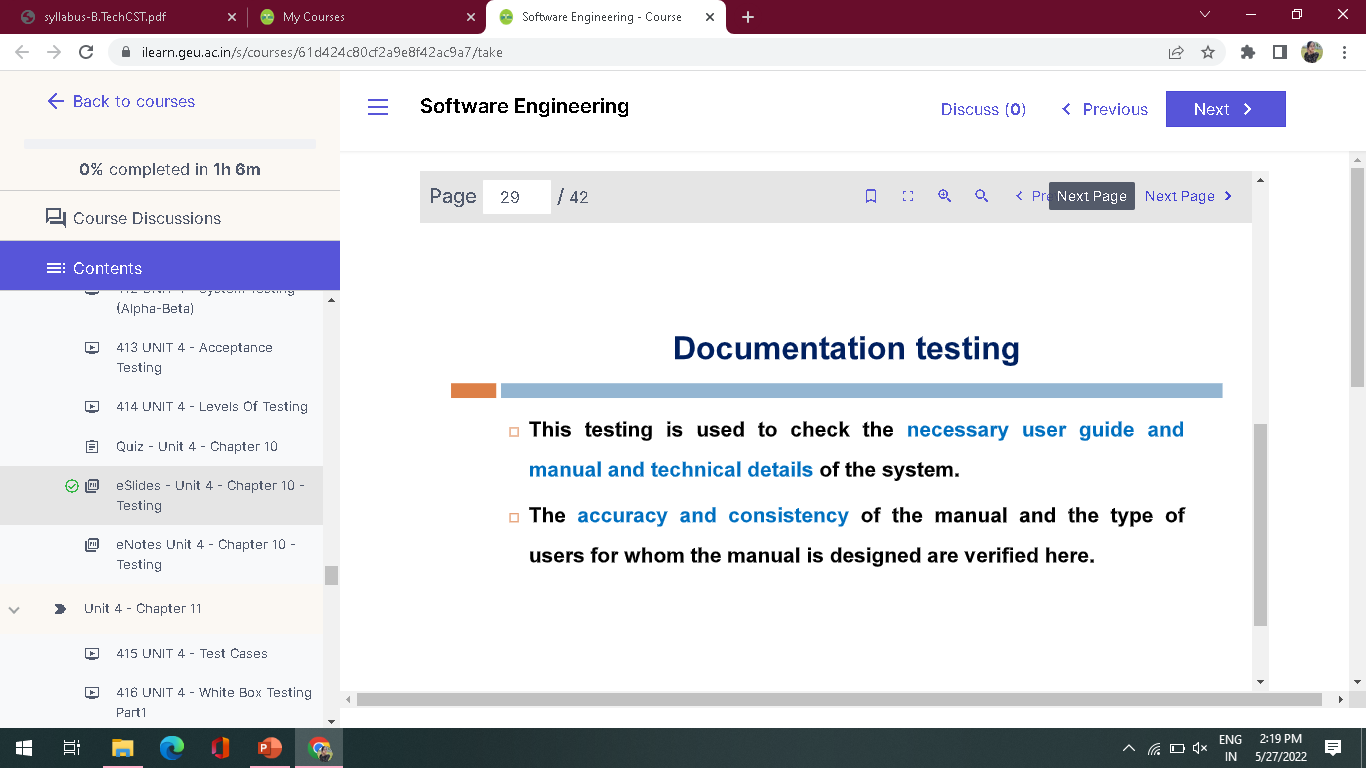 syllabus-B.TechCST.pdf
My Courses
Software Engineering - Course
ilearn.geu.ac.in/s/courses/61d424c80cf2a9e8f42ac9a7/take
Back to courses
0% completed in 1h 6m
Course Discussions
Contents
(Alpha-Beta)
413 UNIT 4 - Acceptance
Testing
414 UNIT 4 - Levels Of Testing
Quiz - Unit 4 - Chapter 10
eSlides - Unit 4 - Chapter 10 -
Testing
eNotes Unit 4 - Chapter 10 -
Testing
Unit 4 - Chapter 11
415 UNIT 4 - Test Cases
416 UNIT 4 - White Box Testing
Part1
Software Engineering
Discuss (0)
Previous
Next
Page 29 / 42
Next Page
Next Page
Documentation testing
This testing is used to check the necessary user guide and
manual and technical details of the system.
The accuracy and consistency of the manual and the type of
users for whom the manual is designed are verified here.
ENG
IN
2:19 PM
5/27/2022